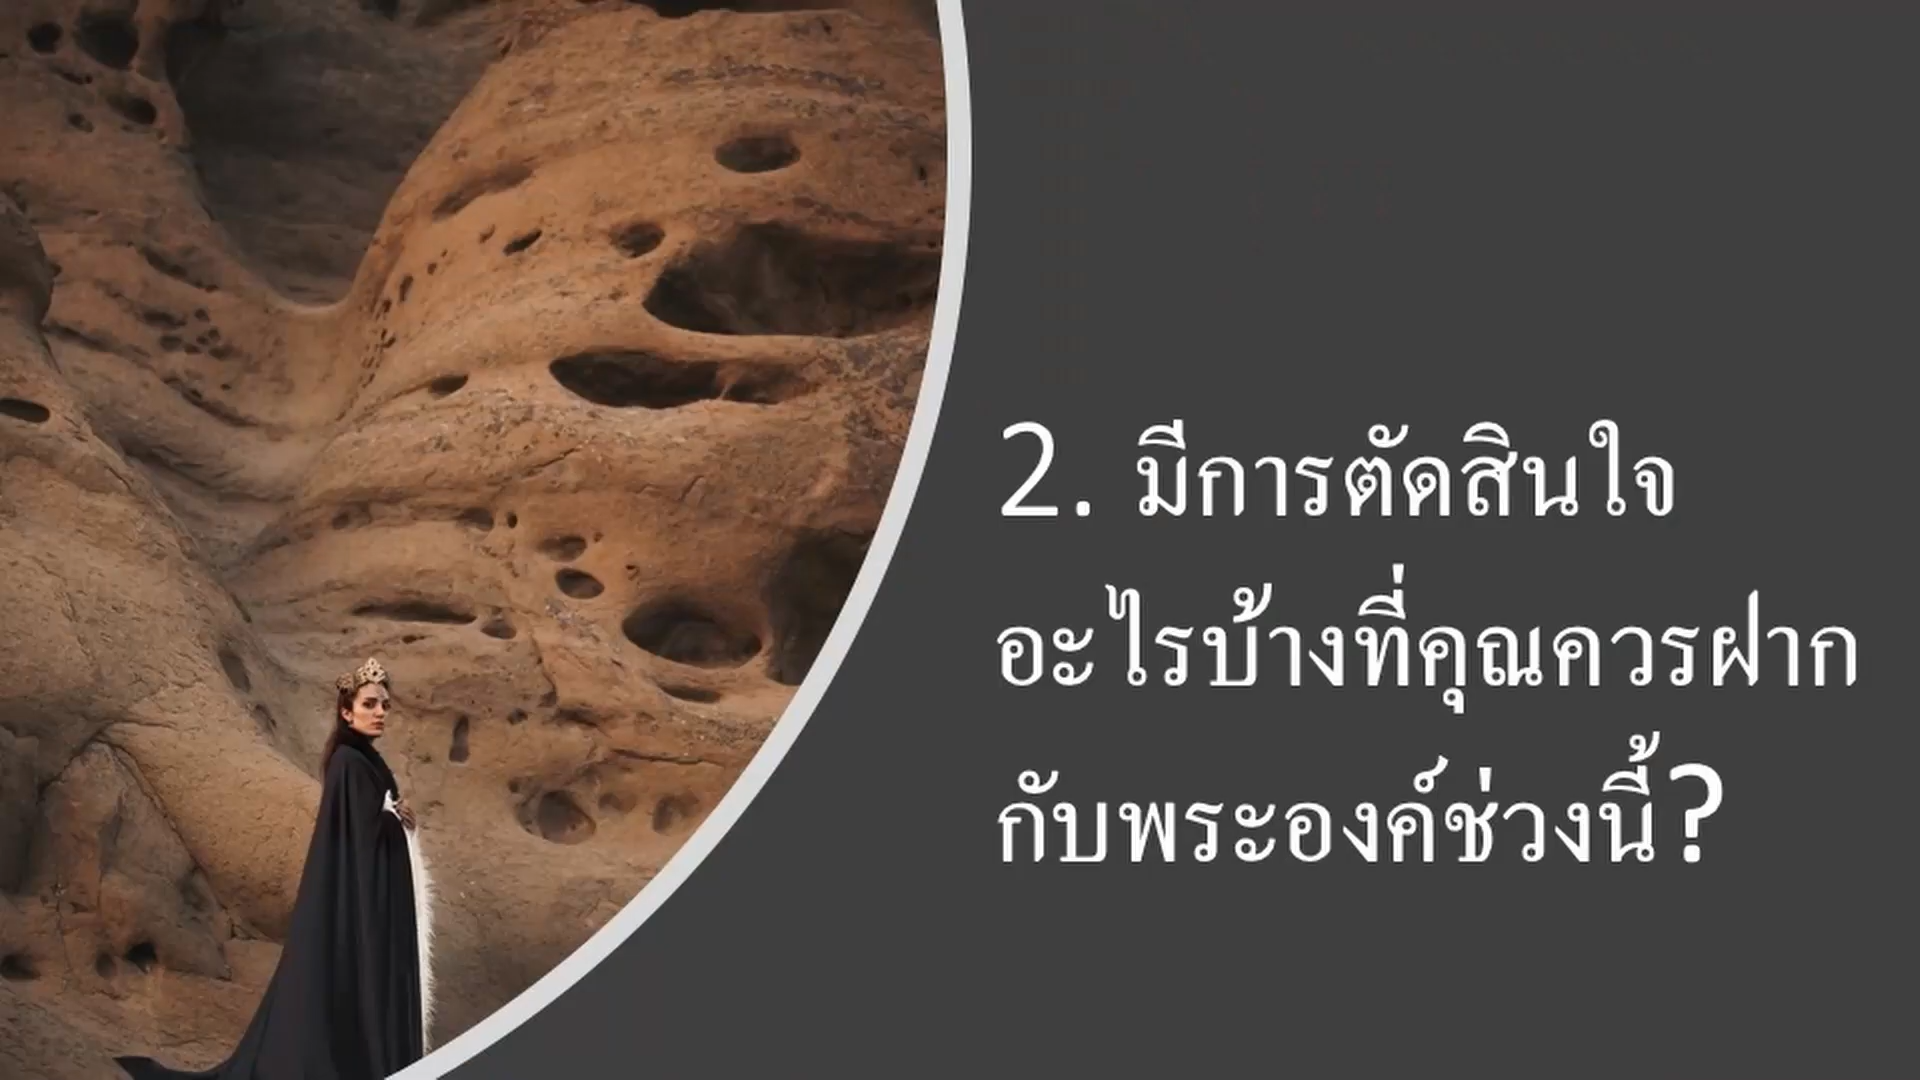 2. มีการตัดสินใจ
อะไรบ้างที่คุณควรฝาก
กับพระองค์ช่วงนี้?